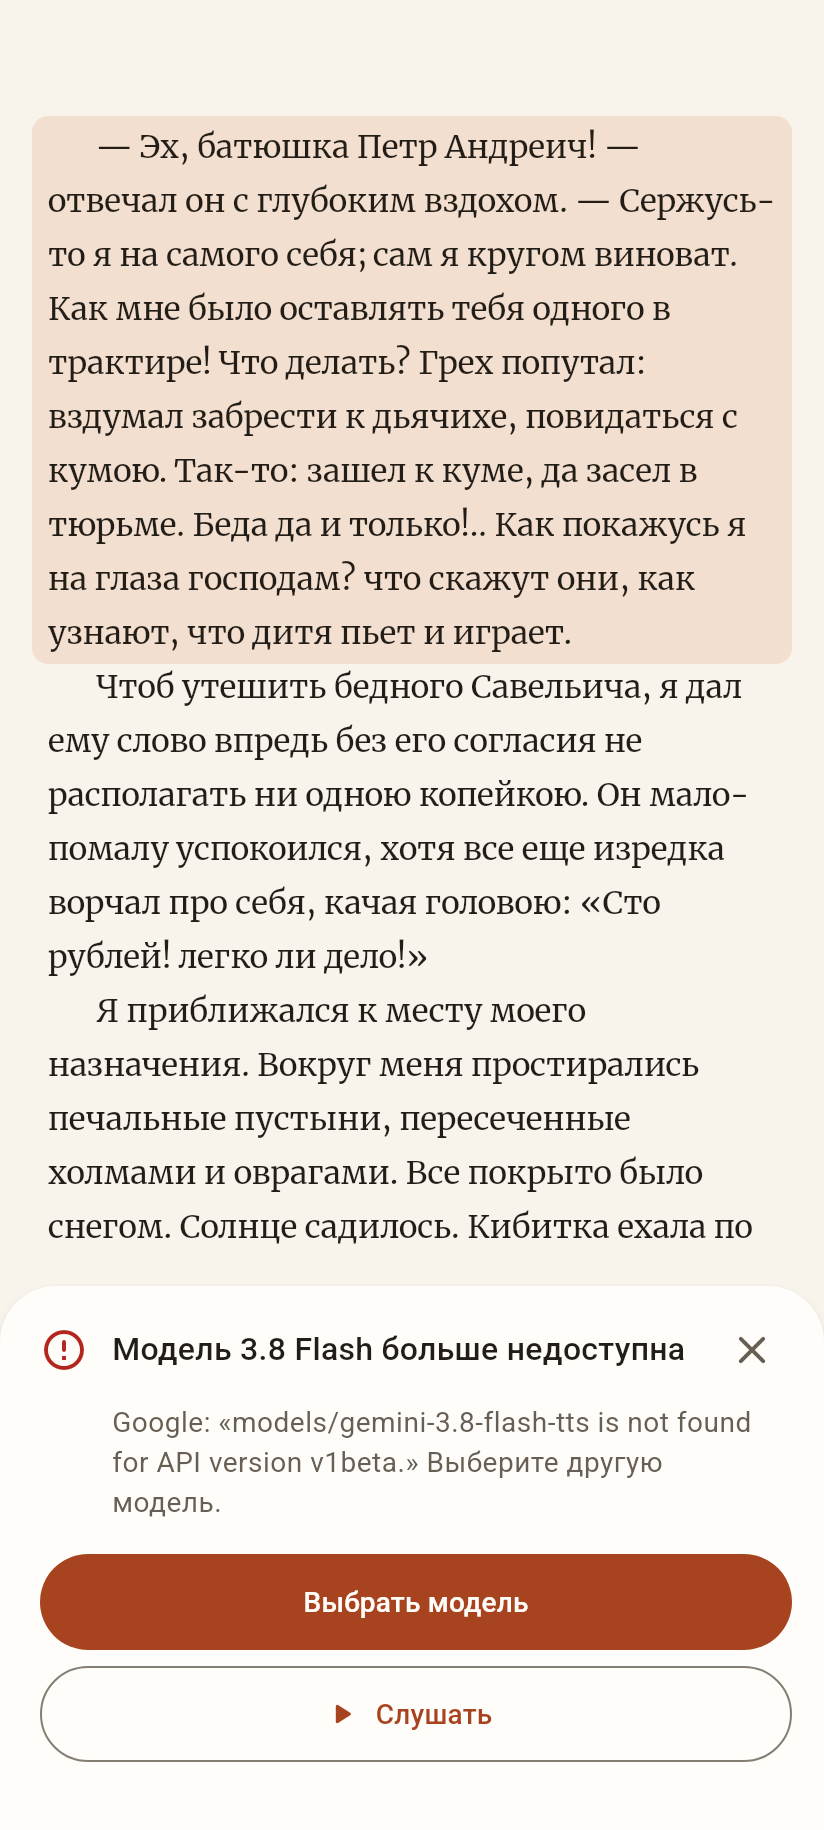 — Эх, батюшка Петр Андреич! —
отвечал он с глубоким вздохом. — Сержусь-
то я на самого себя; сам я кругом виноват.
Как мне было оставлять тебя одного в
трактире! Что делать? Грех попутал:
вздумал забрести к дьячихе, повидаться с
кумою. Так-то: зашел к куме, да засел в
тюрьме. Беда да и только!.. Как покажусь я
на глаза господам? что скажут они, как
узнают, что дитя пьет и играет.
Чтоб утешить бедного Савельича, я дал
ему слово впредь без его согласия не
располагать ни одною копейкою. Он мало-
помалу успокоился, хотя все еще изредка
ворчал про себя, качая головою: «Сто
рублей! легко ли дело!»
Я приближался к месту моего
назначения. Вокруг меня простирались
печальные пустыни, пересеченные
холмами и оврагами. Все покрыто было
снегом. Солнце садилось. Кибитка ехала по
Модель 3.8 Flash больше недоступна
Google: «models/gemini-3.8-flash-tts is not found
for API version v1beta.» Выберите другую
модель.
Выбрать модель
Слушать